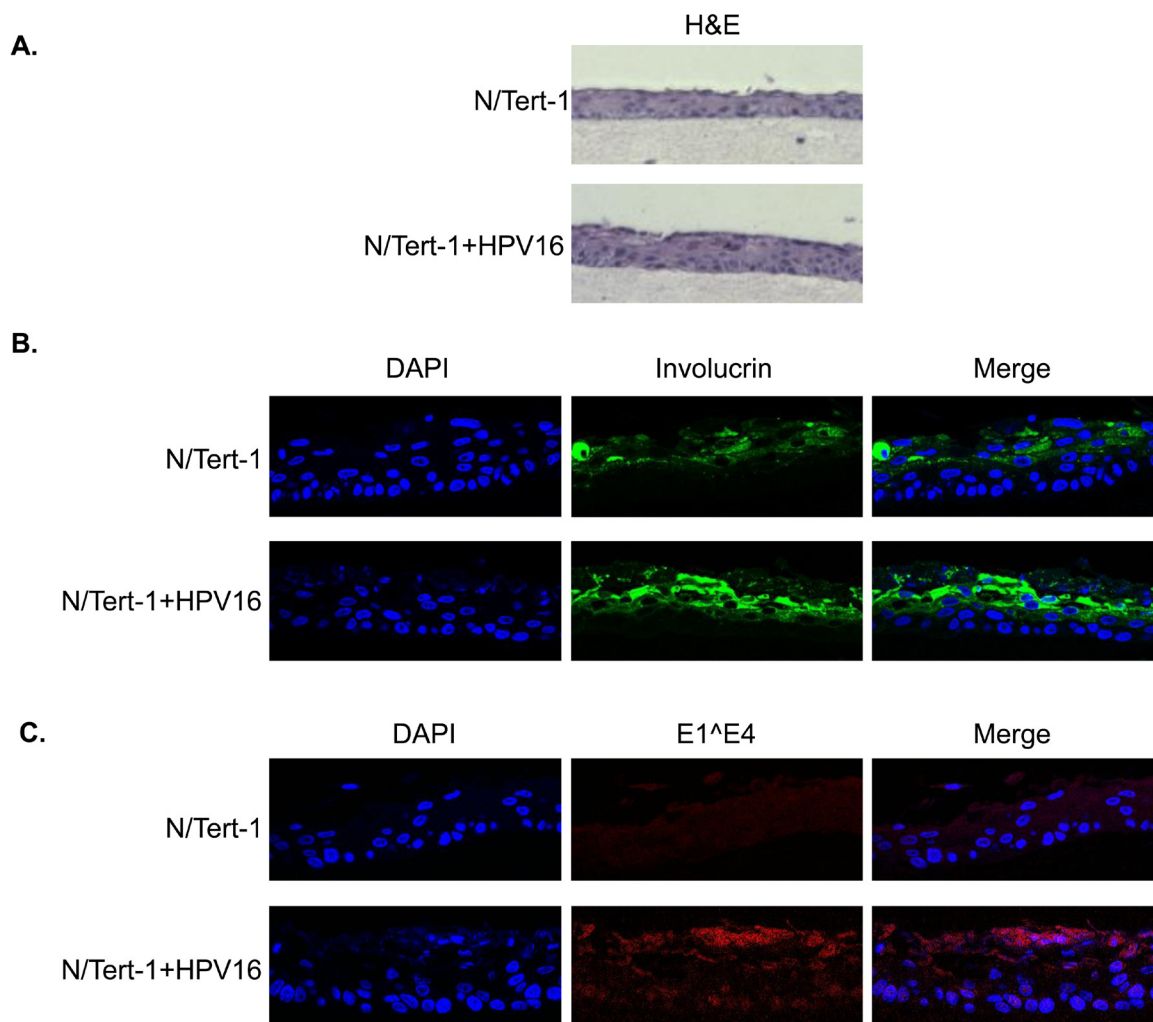 A.
H&E
N/Tert-1
N/Tert-1+HPV16
B.
DAPI Involucrin Merge
N/Tert-1
N/Tert-1+HPV16
C.
DAPI E1^E4 Merge
N/Tert-1
N/Tert-1+HPV16